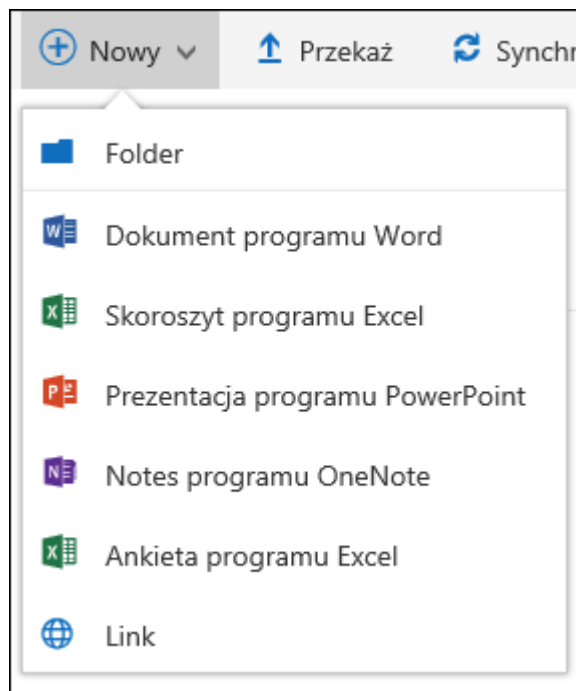 Nowy Przekaż Synchr
Folder
Dokument programu Word
Skoroszyt programu Excel
Prezentacja programu PowerPoint
Notes programu OneNote
Ankieta programu Excel
Link